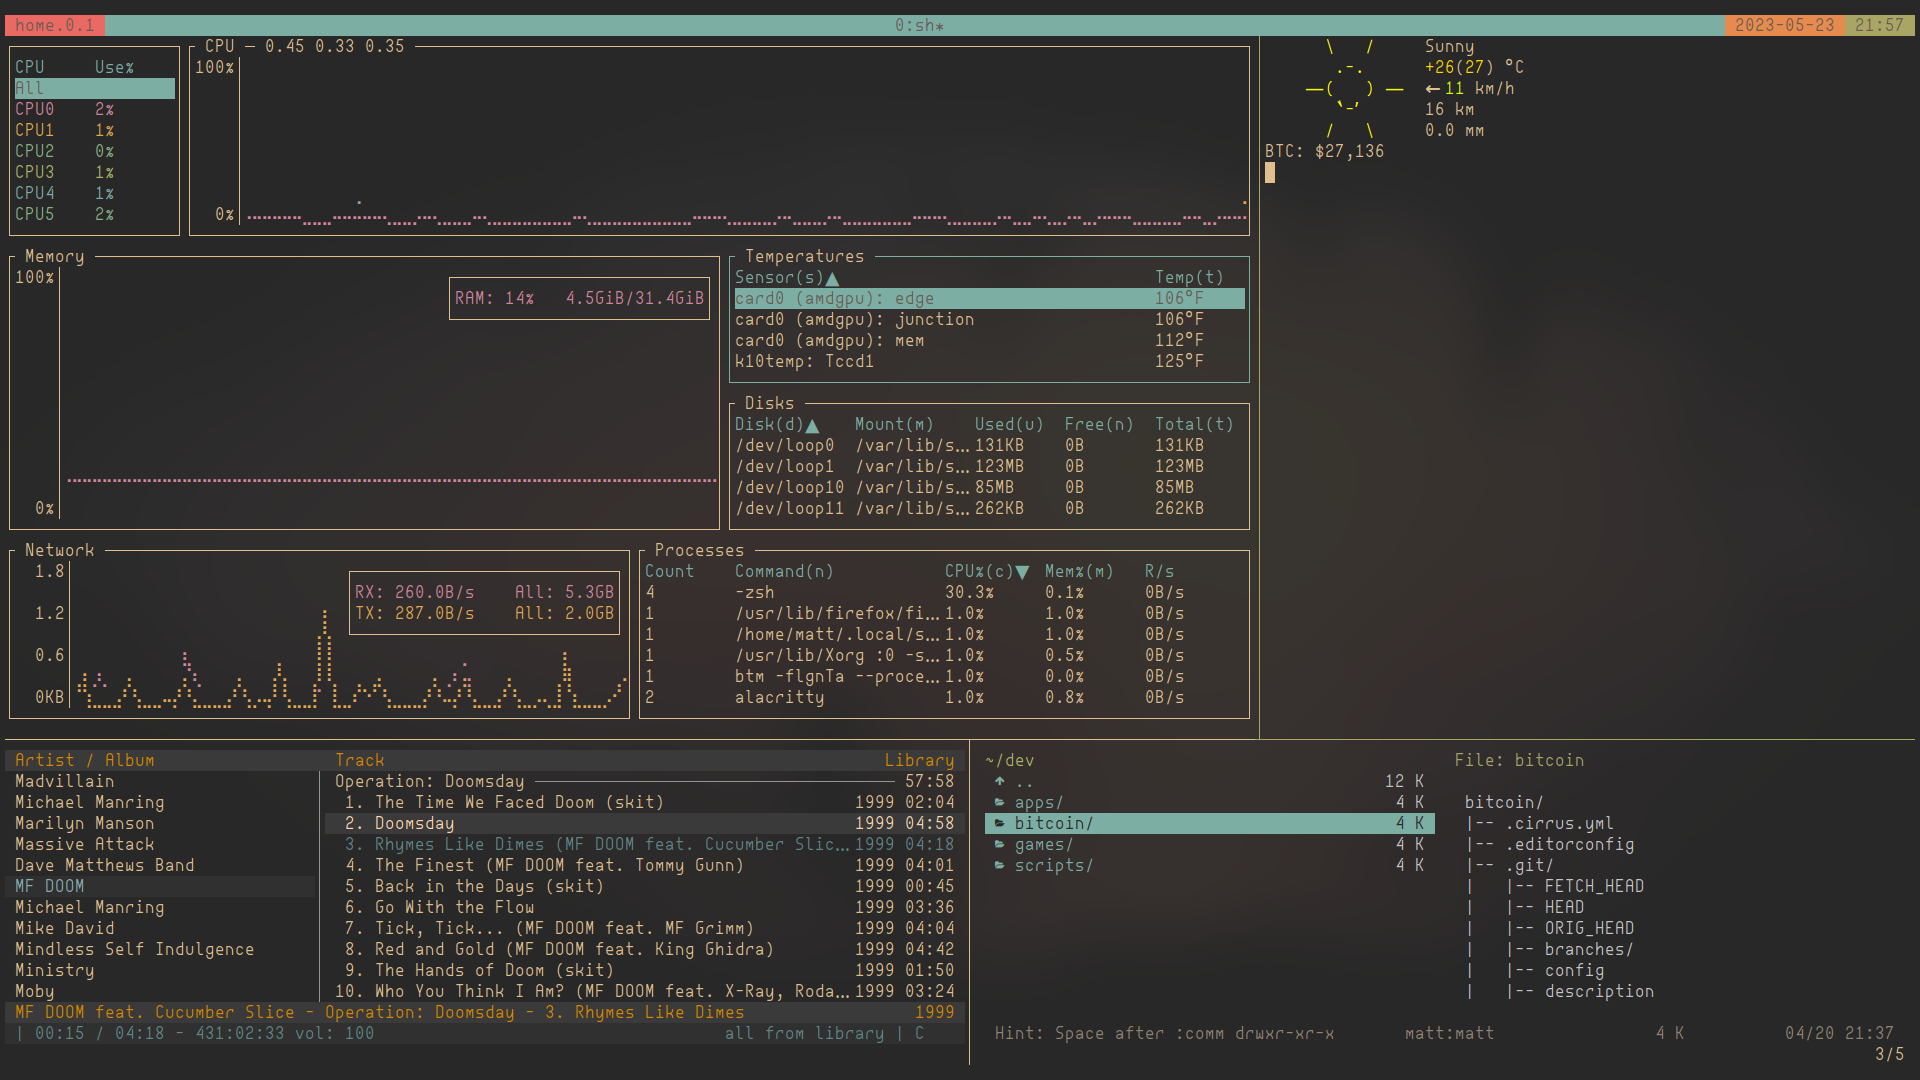 home.0.1 0:sh* 2023-05-23 21:57
CPU Use%
All
CPU0 2%
CPU1 1%
CPU2 0%
CPU3 1%
CPU4 1%
CPU5 2%
CPU — 0.45 0.33 0.35
100%
0%
Sunny
+26(27) °C
←11 km/h
16 km
0.0 mm
BTC: $27,136
Memory
100%
RAM: 14% 4.5GiB/31.4GiB
0%
Temperatures
Sensor(s)▲ Temp(t)
card0 (amdgpu): edge 106°F
card0 (amdgpu): junction 106°F
card0 (amdgpu): mem 112°F
k10temp: Tccd1 125°F
Disks
Disk(d)▲ Mount(m) Used(u) Free(n) Total(t)
/dev/loop0 /var/lib/s… 131KB 0B 131KB
/dev/loop1 /var/lib/s… 123MB 0B 123MB
/dev/loop10 /var/lib/s… 85MB 0B 85MB
/dev/loop11 /var/lib/s… 262KB 0B 262KB
Network
1.8
1.2
0.6
0KB
RX: 260.0B/s All: 5.3GB
TX: 287.0B/s All: 2.0GB
Processes
Count Command(n) CPU%(c)▼ Mem%(m) R/s
4 -zsh 30.3% 0.1% 0B/s
1 /usr/lib/firefox/fi… 1.0% 1.0% 0B/s
1 /home/matt/.local/s… 1.0% 1.0% 0B/s
1 /usr/lib/Xorg :0 -s… 1.0% 0.5% 0B/s
1 btm -flgnTa --proce… 1.0% 0.0% 0B/s
2 alacritty 1.0% 0.8% 0B/s
Artist / Album
Madvillain
Michael Manring
Marilyn Manson
Massive Attack
Dave Matthews Band
MF DOOM
Michael Manring
Mike David
Mindless Self Indulgence
Ministry
Moby
Track Library
Operation: Doomsday 57:58
1. The Time We Faced Doom (skit) 1999 02:04
2. Doomsday 1999 04:58
3. Rhymes Like Dimes (MF DOOM feat. Cucumber Slic… 1999 04:18
4. The Finest (MF DOOM feat. Tommy Gunn) 1999 04:01
5. Back in the Days (skit) 1999 00:45
6. Go With the Flow 1999 03:36
7. Tick, Tick... (MF DOOM feat. MF Grimm) 1999 04:04
8. Red and Gold (MF DOOM feat. King Ghidra) 1999 04:42
9. The Hands of Doom (skit) 1999 01:50
10. Who You Think I Am? (MF DOOM feat. X-Ray, Roda… 1999 03:24
MF DOOM feat. Cucumber Slice - Operation: Doomsday - 3. Rhymes Like Dimes 1999
| 00:15 / 04:18 - 431:02:33 vol: 100 all from library | C
~/dev
↑ .. 12 K
apps/ 4 K
bitcoin/ 4 K
games/ 4 K
scripts/ 4 K
File: bitcoin
bitcoin/
|-- .cirrus.yml
|-- .editorconfig
|-- .git/
| |-- FETCH_HEAD
| |-- HEAD
| |-- ORIG_HEAD
| |-- branches/
| |-- config
| |-- description
Hint: Space after :comm drwxr-xr-x matt:matt 4 K 04/20 21:37
3/5